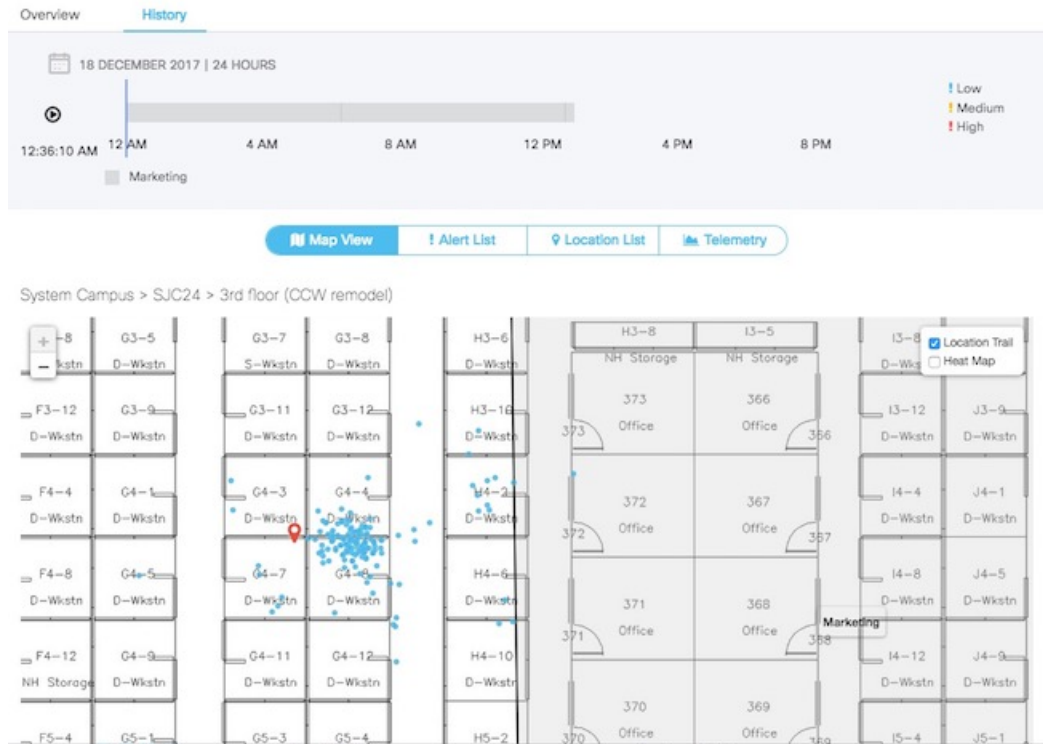 Overview History
18 DECEMBER 2017 | 24 HOURS
! Low
! Medium
! High
12:36:10 AM 12 AM 4 AM 8 AM 12 PM 4 PM 8 PM
Marketing
Map View ! Alert List Location List Telemetry
System Campus > SJC24 > 3rd floor (CCW remodel)
+ -8 G3-5 G3-7 G3-8 H3-6 H3-8 I3-5 I3-8 Location Trail
− D-Wkstn S-Wkstn D-Wkstn D-Wkstn NH Storage NH Storage Heat Map
F3-12 G3-9 G3-11 G3-12 373 366 I3-12 J3-9
D-Wkstn D-Wkstn D-Wkstn D-Wkstn D-Wkstn 373 Office Office 366 D-Wkstn D-Wkstn
F4-4 G4-1 G4-3 G4-4 H4-2 372 367 I4-4 J4-1
D-Wkstn D-Wkstn D-Wkstn D-Wkstn D-Wkstn 372 Office Office 367 D-Wkstn D-Wkstn
F4-8 G4-5 G4-7 G4-8 H4-6 371 368 I4-8 J4-5
D-Wkstn D-Wkstn D-Wkstn D-Wkstn D-Wkstn 371 Office Office 368 D-Wkstn D-Wkstn
Marketing
F4-12 G4-9 G4-11 G4-12 H4-10 I4-12 J4-9
NH Storage D-Wkstn D-Wkstn D-Wkstn D-Wkstn 370 369 D-Wkstn D-Wkstn
F5-4 G5-1 G5-3 G5-4 H5-2 370 Office Office 369 I5-4 J5-1